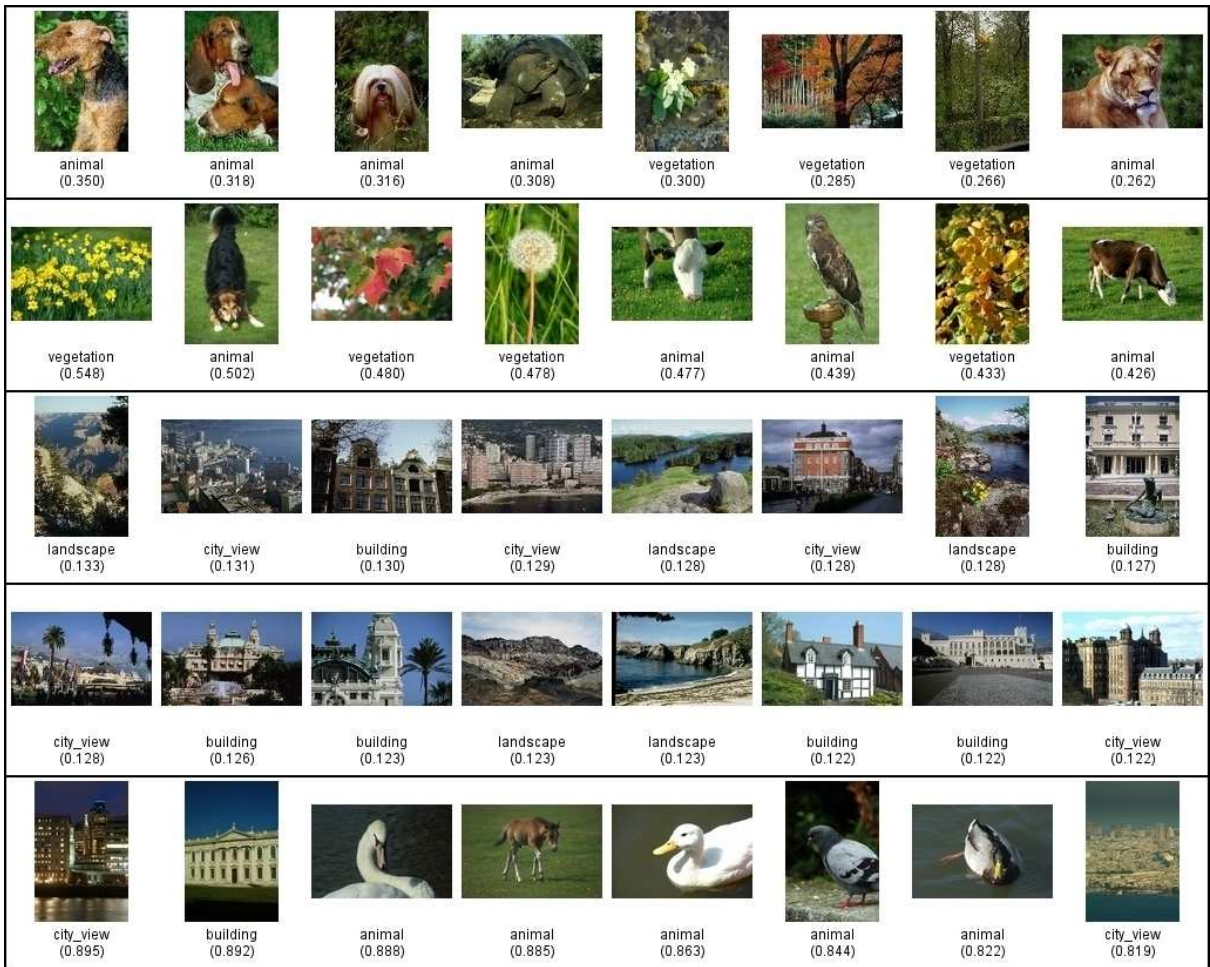 animal animal animal animal vegetation vegetation vegetation animal
(0.350) (0.318) (0.316) (0.308) (0.300) (0.285) (0.266) (0.262)
vegetation animal vegetation vegetation animal animal vegetation animal
(0.548) (0.502) (0.480) (0.478) (0.477) (0.439) (0.433) (0.426)
landscape city_view building city_view landscape city_view landscape building
(0.133) (0.131) (0.130) (0.129) (0.128) (0.128) (0.128) (0.127)
city_view building building landscape landscape building building city_view
(0.128) (0.126) (0.123) (0.123) (0.123) (0.122) (0.122) (0.122)
city_view building animal animal animal animal animal city_view
(0.895) (0.892) (0.888) (0.885) (0.863) (0.844) (0.822) (0.819)